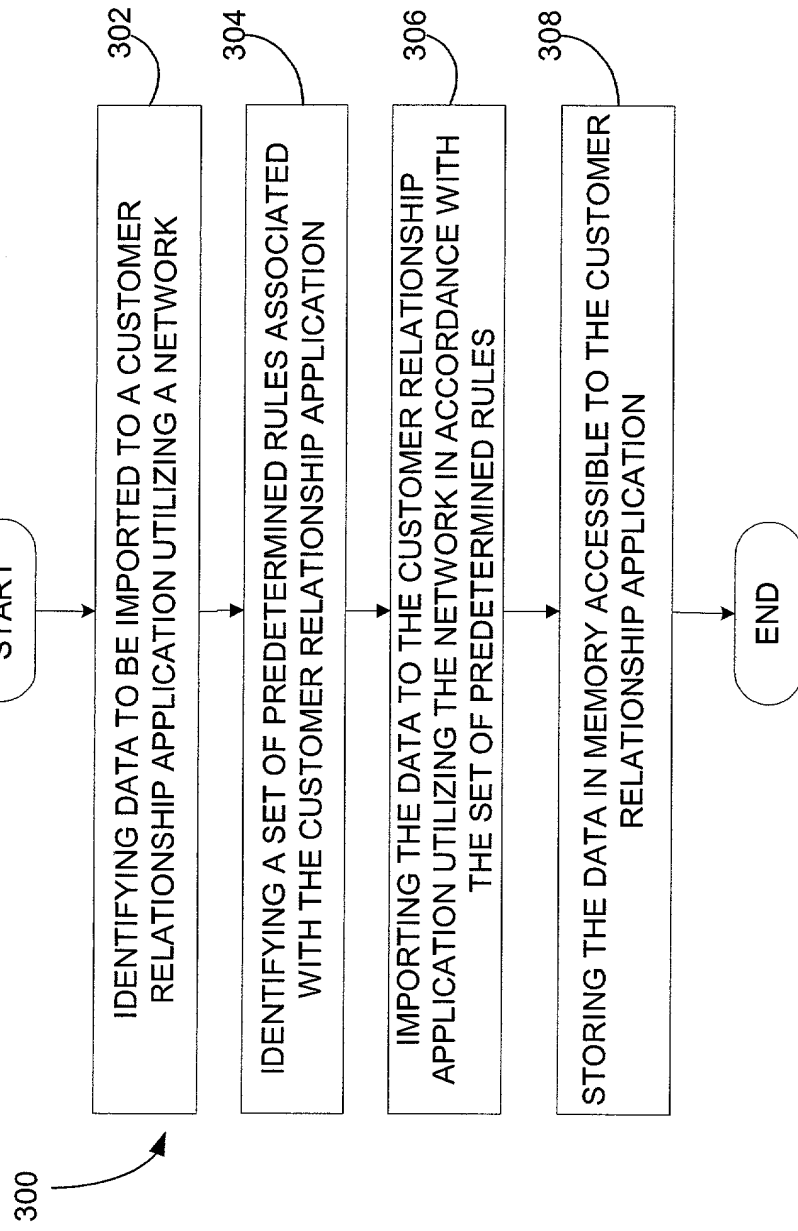 START
302
IDENTIFYING DATA TO BE IMPORTED TO A CUSTOMER
RELATIONSHIP APPLICATION UTILIZING A NETWORK
304
IDENTIFYING A SET OF PREDETERMINED RULES ASSOCIATED
WITH THE CUSTOMER RELATIONSHIP APPLICATION
306
IMPORTING THE DATA TO THE CUSTOMER RELATIONSHIP
APPLICATION UTILIZING THE NETWORK IN ACCORDANCE WITH
THE SET OF PREDETERMINED RULES
308
STORING THE DATA IN MEMORY ACCESSIBLE TO THE CUSTOMER
RELATIONSHIP APPLICATION
END
300